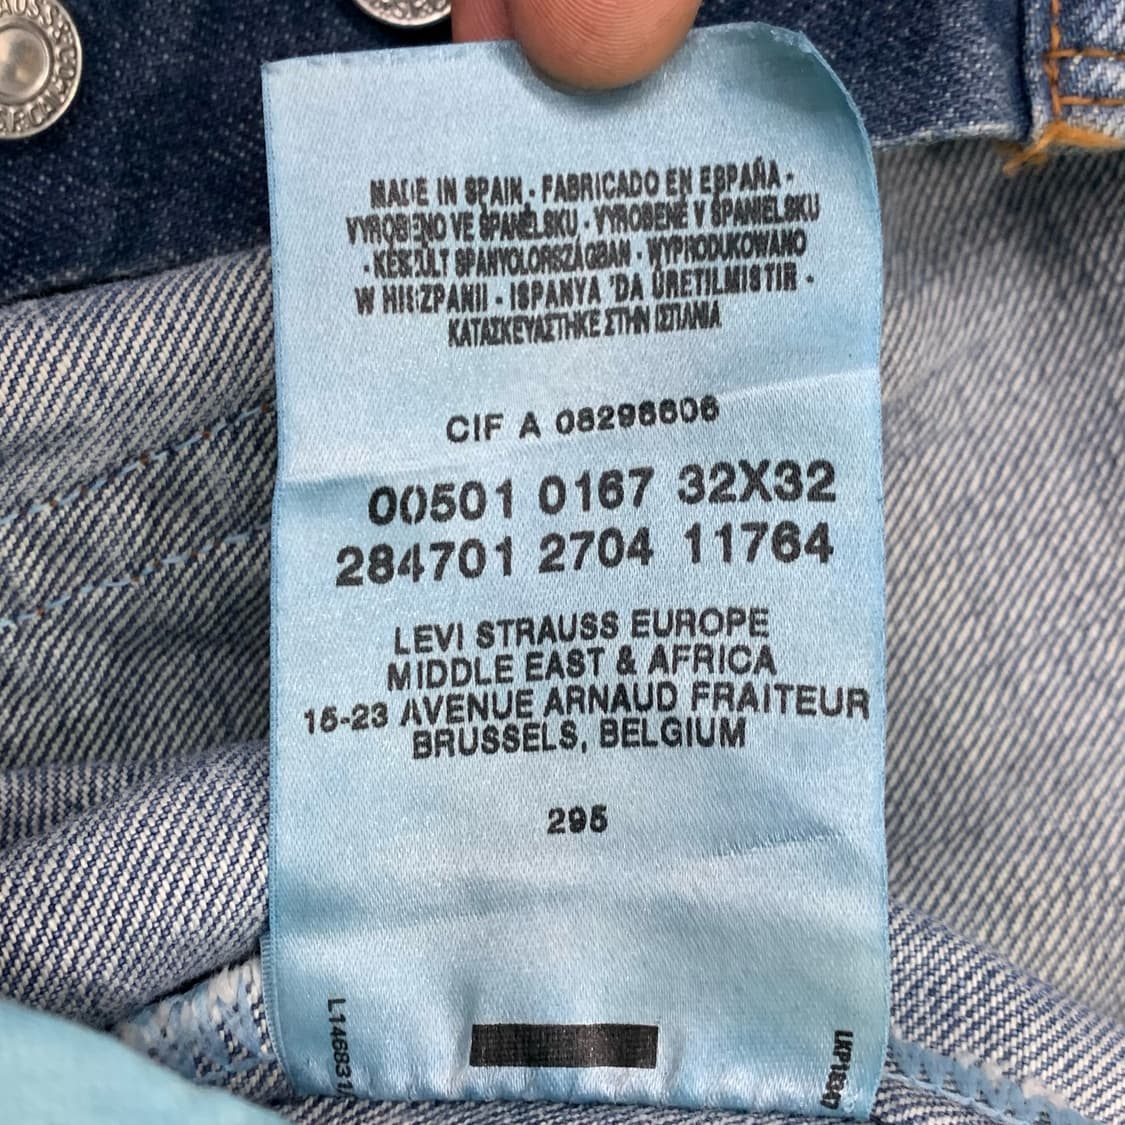 MADE IN SPAIN - FABRICADO EN ESPAÑA -
VYROBENO VE ŠPANĚLSKU - VYROBENÉ V ŠPANIELSKU
- KÉSZÜLT SPANYOLORSZÁGBAN - WYPRODUKOWANO
W HISZPANII - ISPANYA 'DA ÜRETILMISTIR -
ΚΑΤΑΣΚΕΥΑΣΤΗΚΕ ΣΤΗΝ ΙΣΠΑΝΙΑ
CIF A 08296606
00501 0167 32X32
284701 2704 11764
LEVI STRAUSS EUROPE
MIDDLE EAST & AFRICA
15-23 AVENUE ARNAUD FRAITEUR
BRUSSELS, BELGIUM
295